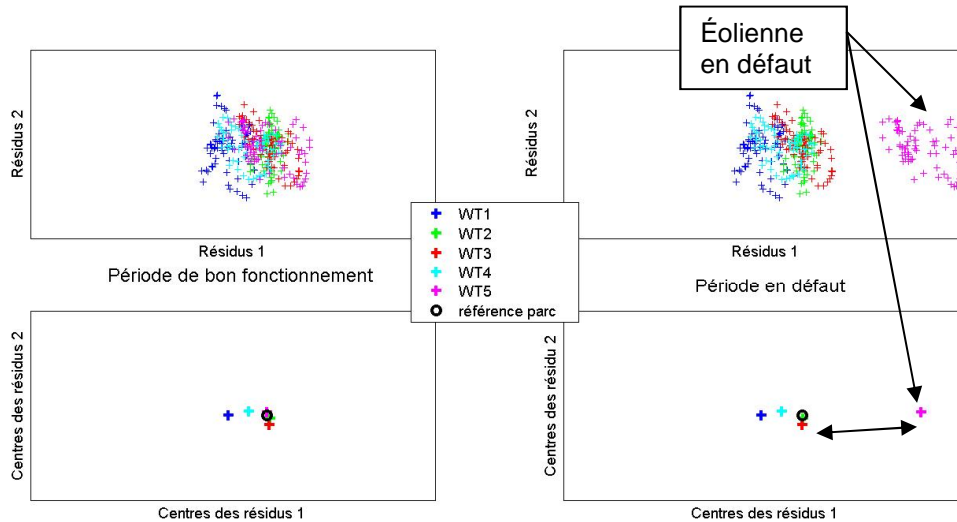 Éolienne
en défaut
Résidus 2
Résidus 1
Période de bon fonctionnement
Résidus 2
Résidus 1
Période en défaut
WT1
WT2
WT3
WT4
WT5
référence parc
Centres des résidus 2
Centres des résidus 1
Centres des résidu 2
Centres des résidus 1